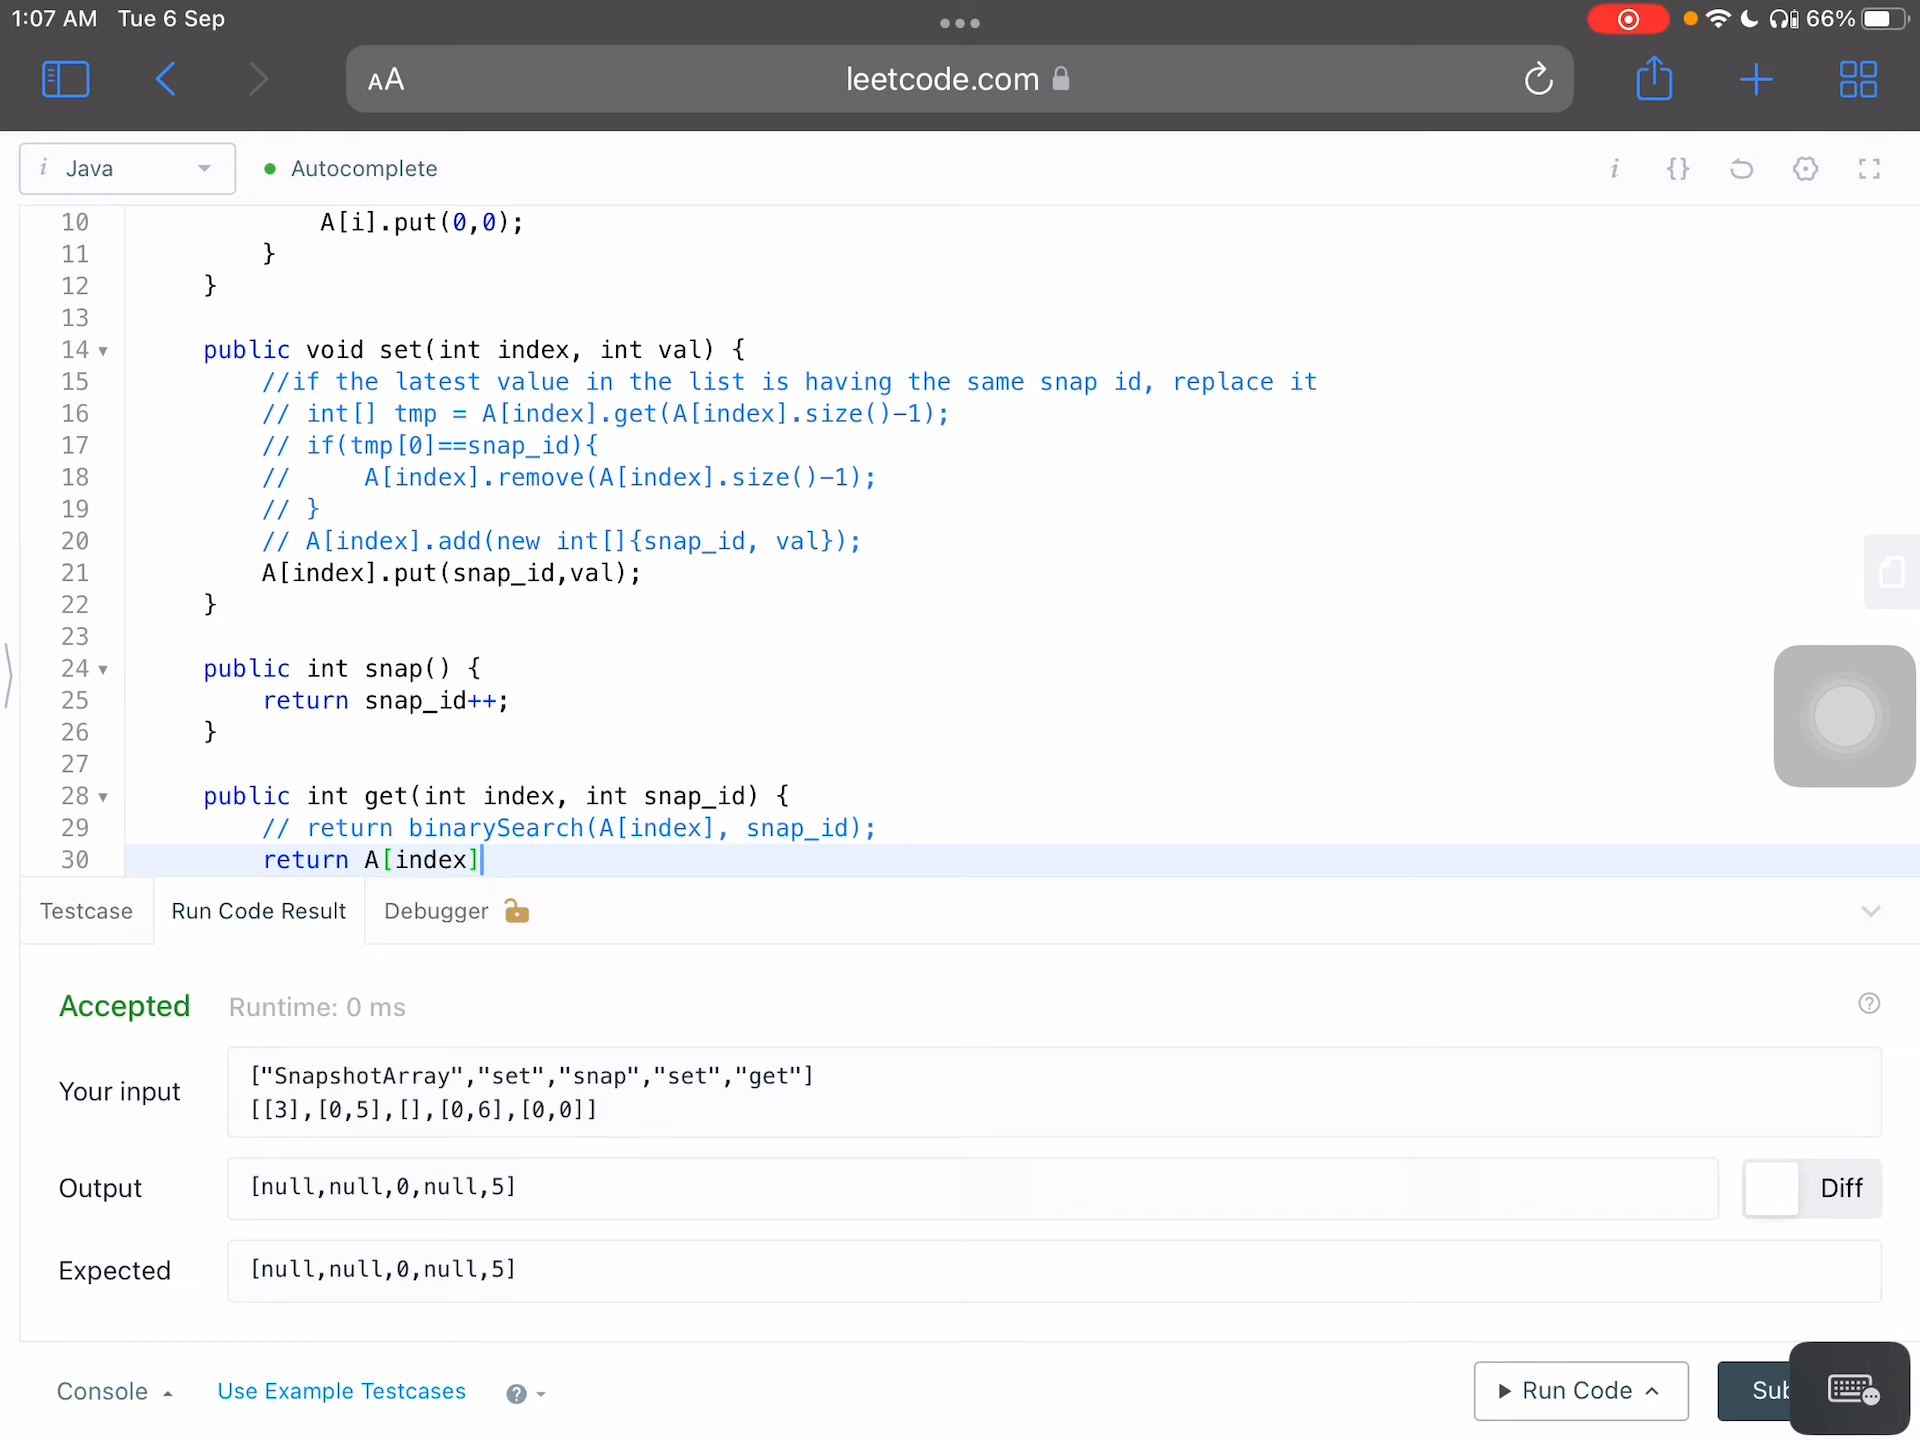 1:07 AM Tue 6 Sep
66%
AA leetcode.com
i Java Autocomplete
10 A[i].put(0,0);
11 }
12 }
13
14 public void set(int index, int val) {
15 //if the latest value in the list is having the same snap id, replace it
16 // int[] tmp = A[index].get(A[index].size()-1);
17 // if(tmp[0]==snap_id){
18 // A[index].remove(A[index].size()-1);
19 // }
20 // A[index].add(new int[]{snap_id, val});
21 A[index].put(snap_id,val);
22 }
23
24 public int snap() {
25 return snap_id++;
26 }
27
28 public int get(int index, int snap_id) {
29 // return binarySearch(A[index], snap_id);
30 return A[index]
Testcase Run Code Result Debugger
Accepted Runtime: 0 ms
Your input
["SnapshotArray","set","snap","set","get"]
[[3],[0,5],[],[0,6],[0,0]]
Output [null,null,0,null,5] Diff
Expected [null,null,0,null,5]
Console Use Example Testcases Run Code Sub